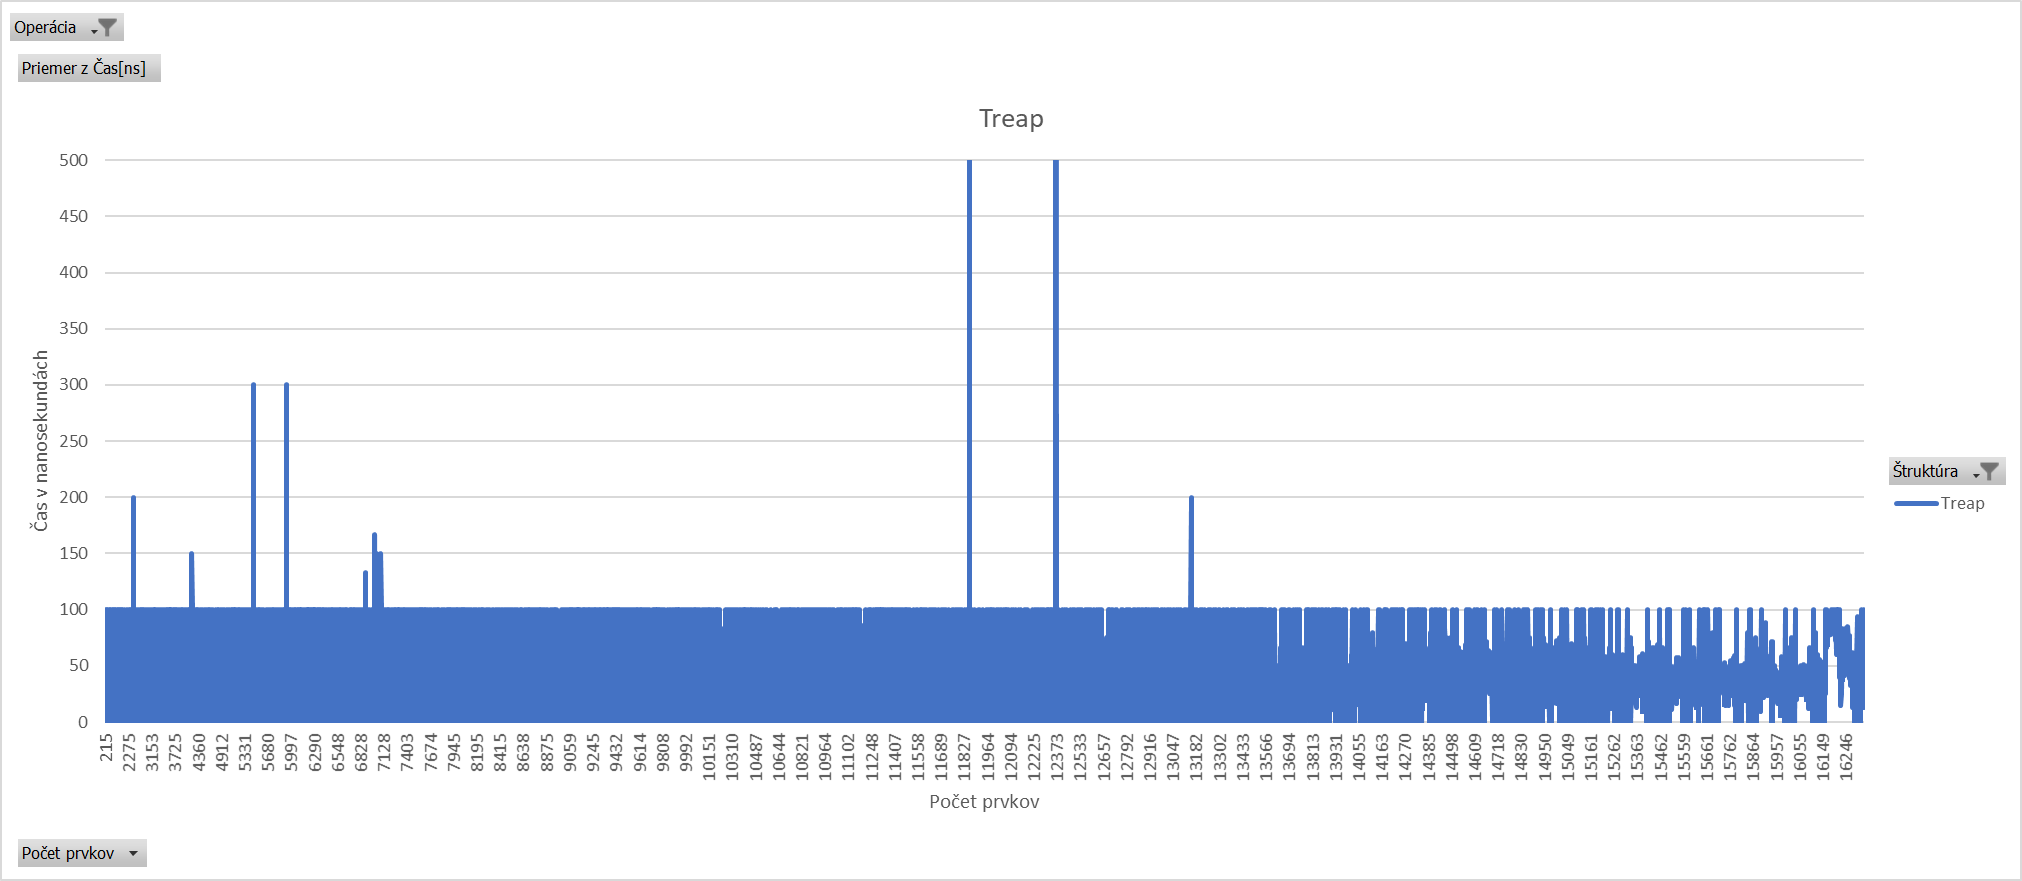 Operácia
Priemer z Čas[ns]
Treap
500
450
400
350
300
250
200
150
100
50
0
Čas v nanosekundách
215 2275 3153 3725 4360 4912 5331 5680 5997 6290 6548 6828 7128 7403 7674 7945 8195 8415 8638 8875 9059 9245 9432 9614 9808 9992 10151 10310 10487 10644 10821 10964 11102 11248 11407 11558 11689 11827 11964 12094 12225 12373 12533 12657 12792 12916 13047 13182 13302 13433 13566 13694 13813 13931 14055 14163 14270 14385 14498 14609 14718 14830 14950 15049 15161 15262 15363 15462 15559 15661 15762 15864 15957 16055 16149 16246
Počet prvkov
Štruktúra
Treap
Počet prvkov